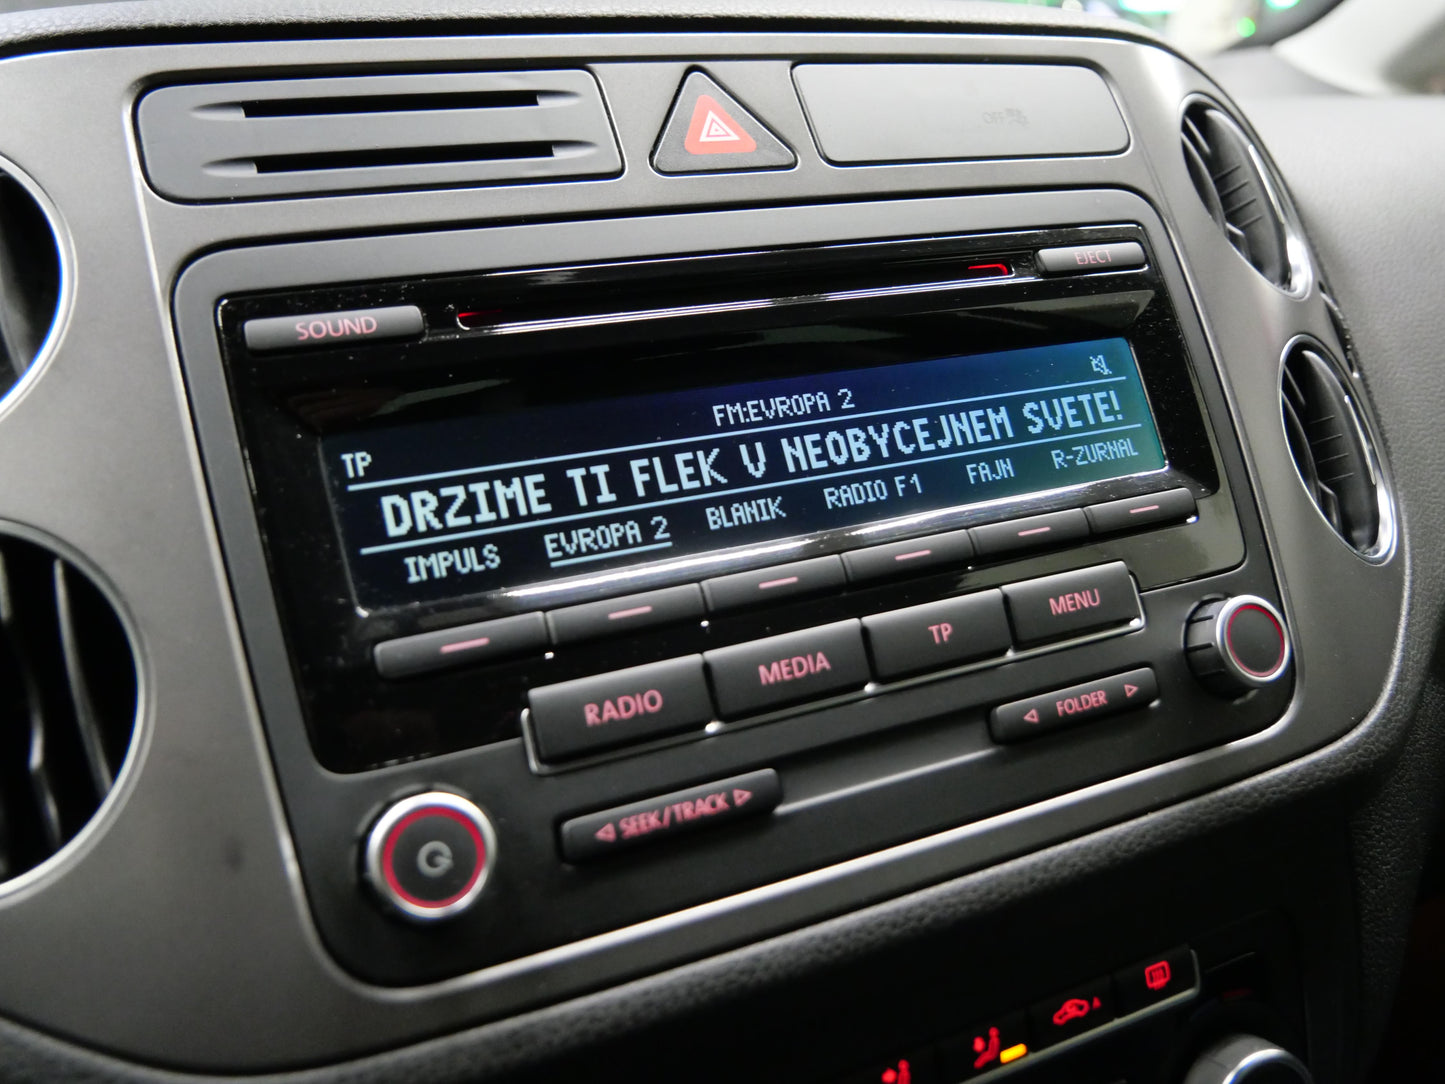 OFF
EJECT
SOUND
FM:EVROPA 2
TP
DRZIME TI FLEK V NEOBYCEJNEM SVETE!
IMPULS EVROPA 2 BLANIK RADIO F1 FAJN R-ZURNAL
RADIO MEDIA TP MENU
FOLDER
SEEK/TRACK
A